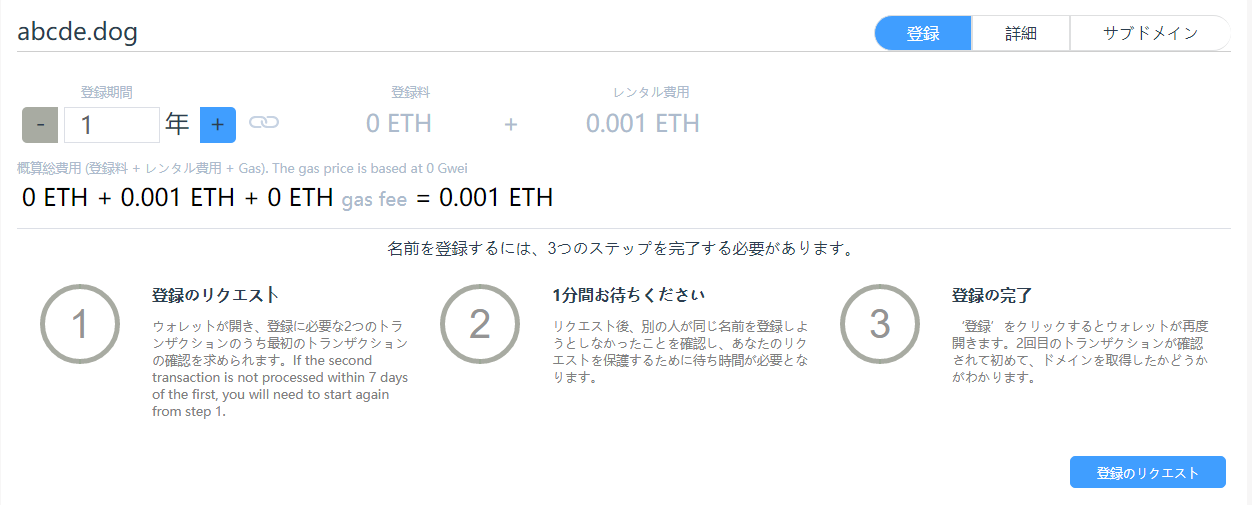 abcde.dog
登録 詳細 サブドメイン
登録期間 登録料 レンタル費用
- 1 年 + 0 ETH + 0.001 ETH
概算総費用 (登録料 + レンタル費用 + Gas). The gas price is based at 0 Gwei
0 ETH + 0.001 ETH + 0 ETH gas fee = 0.001 ETH
名前を登録するには、3つのステップを完了する必要があります。
1
登録のリクエスト
ウォレットが開き、登録に必要な2つのトラ
ンザクションのうち最初のトランザクション
の確認を求められます。If the second
transaction is not processed within 7 days
of the first, you will need to start again
from step 1.
2
1分間お待ちください
リクエスト後、別の人が同じ名前を登録しよ
うとしなかったことを確認し、あなたのリク
エストを保護するために待ち時間が必要とな
ります。
3
登録の完了
‘登録’をクリックするとウォレットが再度
開きます。2回目のトランザクションが確認
されて初めて、ドメインを取得したかどうか
がわかります。
登録のリクエスト